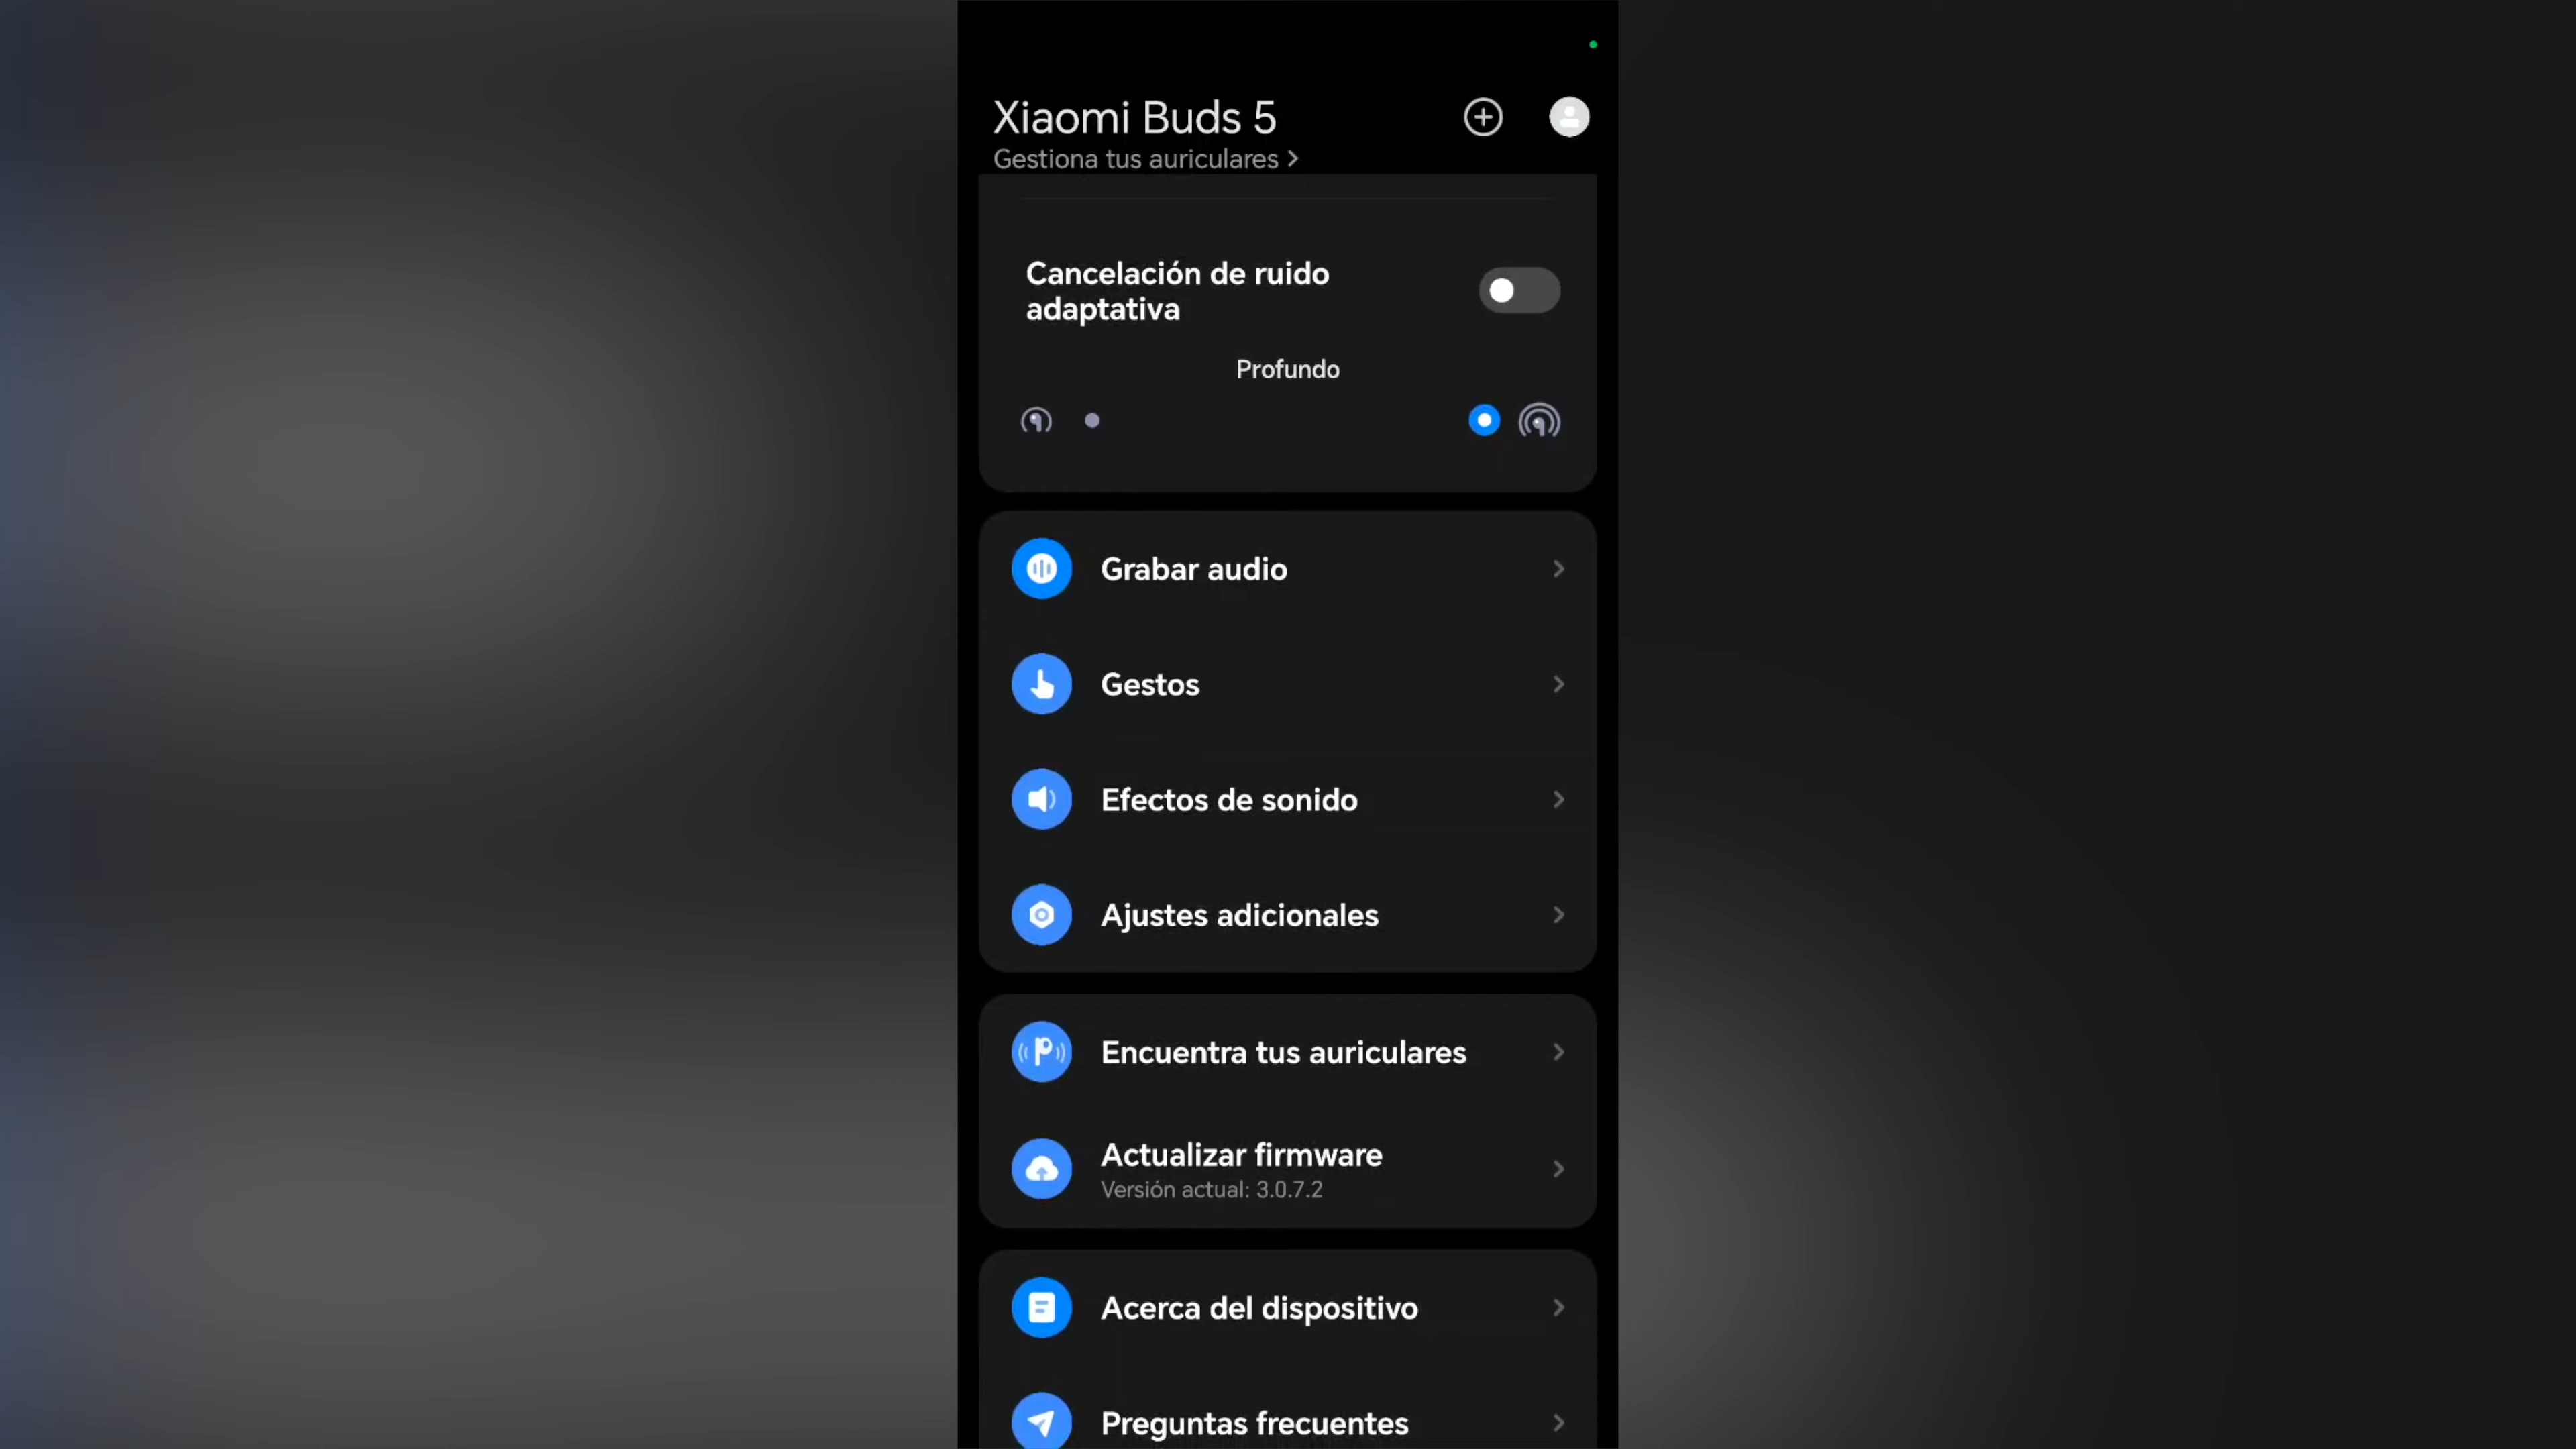 Xiaomi Buds 5
Gestiona tus auriculares
Cancelación de ruido
adaptativa
Profundo
Grabar audio
Gestos
Efectos de sonido
Ajustes adicionales
Encuentra tus auriculares
Actualizar firmware
Versión actual: 3.0.7.2
Acerca del dispositivo
Preguntas frecuentes